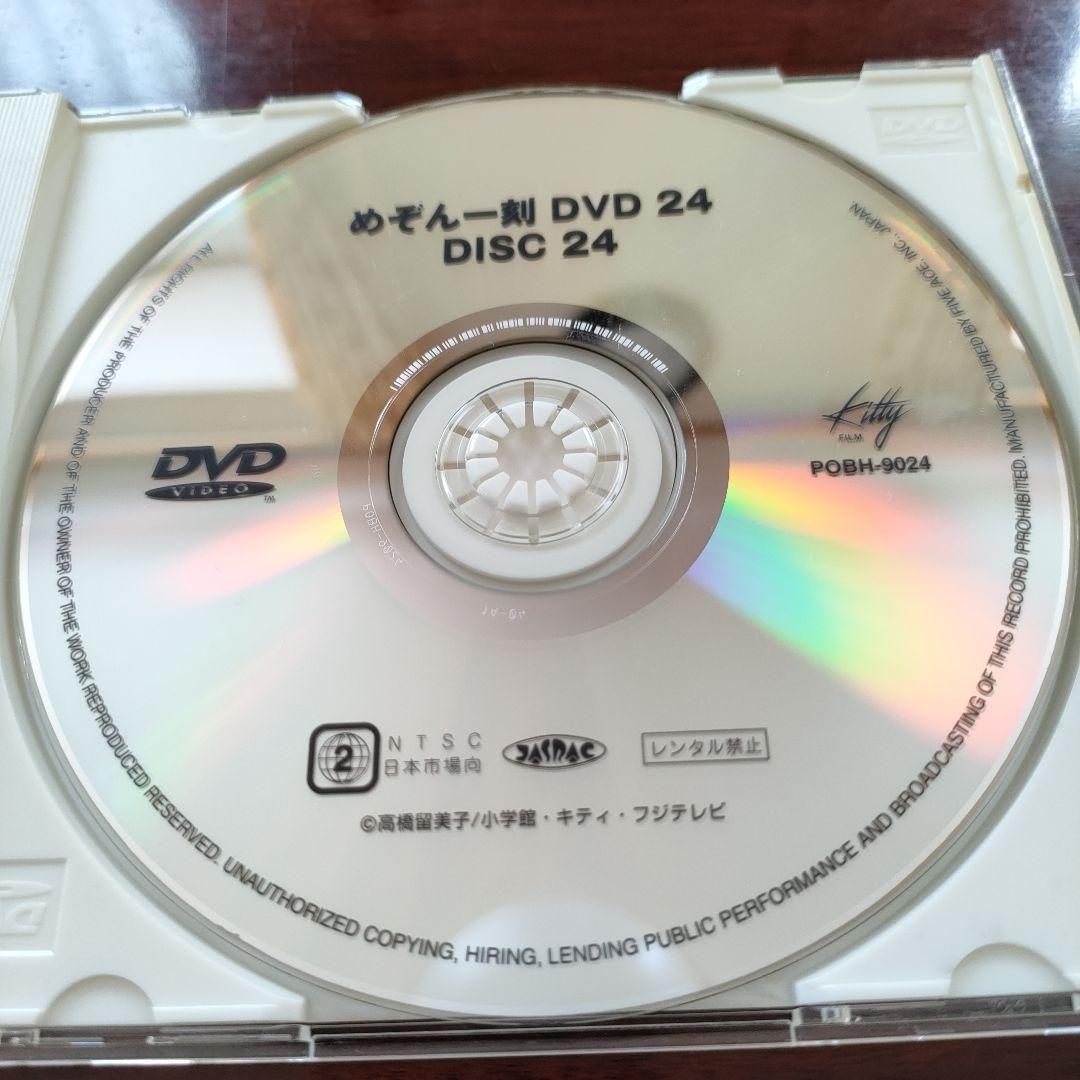 めぞん一刻 DVD 24
DISC 24
DVD
VIDEO
TM
Kitty
FILM
POBH-9024
2
NTSC
日本市場向
JASRAC
レンタル禁止
©高橋留美子/小学館・キティ・フジテレビ
ALL RIGHTS OF THE PRODUCER AND OF THE OWNER OF THE WORK REPRODUCED RESERVED. UNAUTHORIZED COPYING, HIRING, LENDING PUBLIC PERFORMANCE AND BROADCASTING OF THIS RECORD PROHIBITED. MANUFACTURED BY FIVE ACE INC., JAPAN
DVD